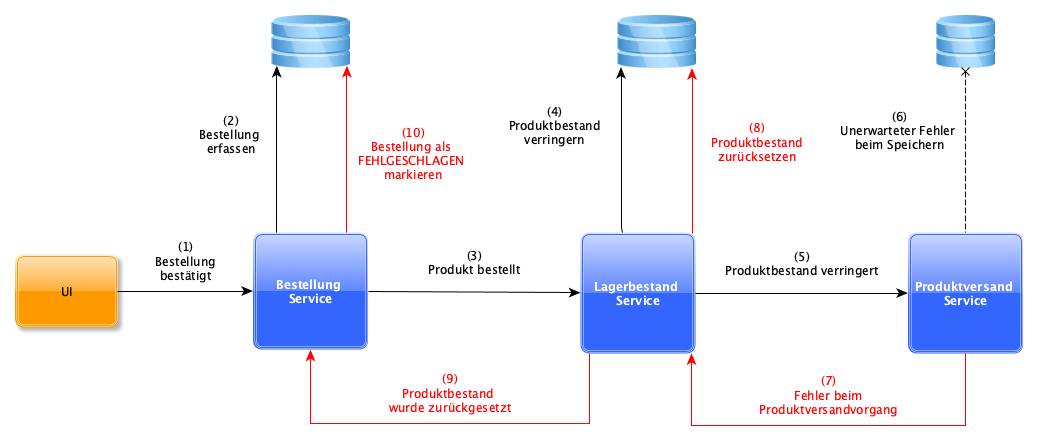 (1)
Bestellung
bestätigt
UI
(2)
Bestellung
erfassen
(10)
Bestellung als
FEHLGESCHLAGEN
markieren
Bestellung
Service
(3)
Produkt bestellt
(4)
Produktbestand
verringern
(8)
Produktbestand
zurücksetzen
Lagerbestand
Service
(5)
Produktbestand verringert
(6)
Unerwarteter Fehler
beim Speichern
Produktversand
Service
(7)
Fehler beim
Produktversandvorgang
(9)
Produktbestand
wurde zurückgesetzt